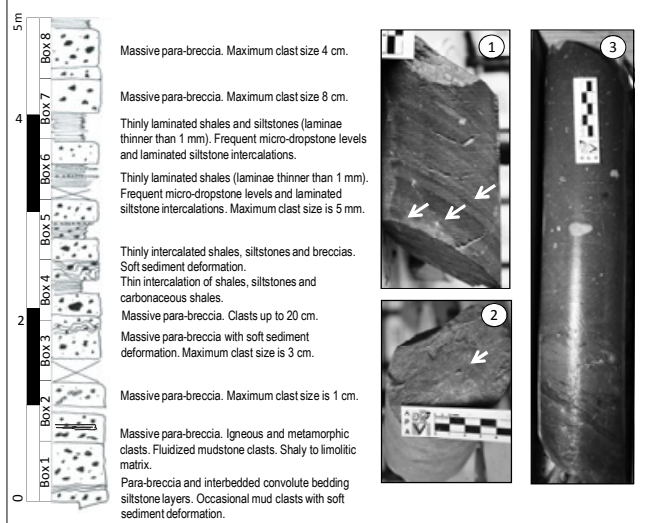 5 m
Box 8
Massive para-breccia. Maximum clast size 4 cm.
Box 7
Massive para-breccia. Maximum clast size 8 cm.
4
Thinly laminated shales and siltstones (laminae
thinner than 1 mm). Frequent micro-dropstone levels
and laminated siltstone intercalations.
Box 6
Thinly laminated shales (laminae thinner than 1 mm).
Frequent micro-dropstone levels and laminated
siltstone intercalations. Maximum clast size is 5 mm.
Box 5
Thinly intercalated shales, siltstones and breccias.
Soft sediment deformation.
Box 4
Thin intercalation of shales, siltstones and
carbonaceous shales.
2
Massive para-breccia. Clasts up to 20 cm.
Box 3
Massive para-breccia with soft sediment
deformation. Maximum clast size is 3 cm.
Box 2
Massive para-breccia. Maximum clast size is 1 cm.
Box 1
Massive para-breccia. Igneous and metamorphic
clasts. Fluidized mudstone clasts. Shaly to limolitic
matrix.
Para-breccia and interbedded convolute bedding
siltstone layers. Occasional mud clasts with soft
sediment deformation.
0
1
2
3